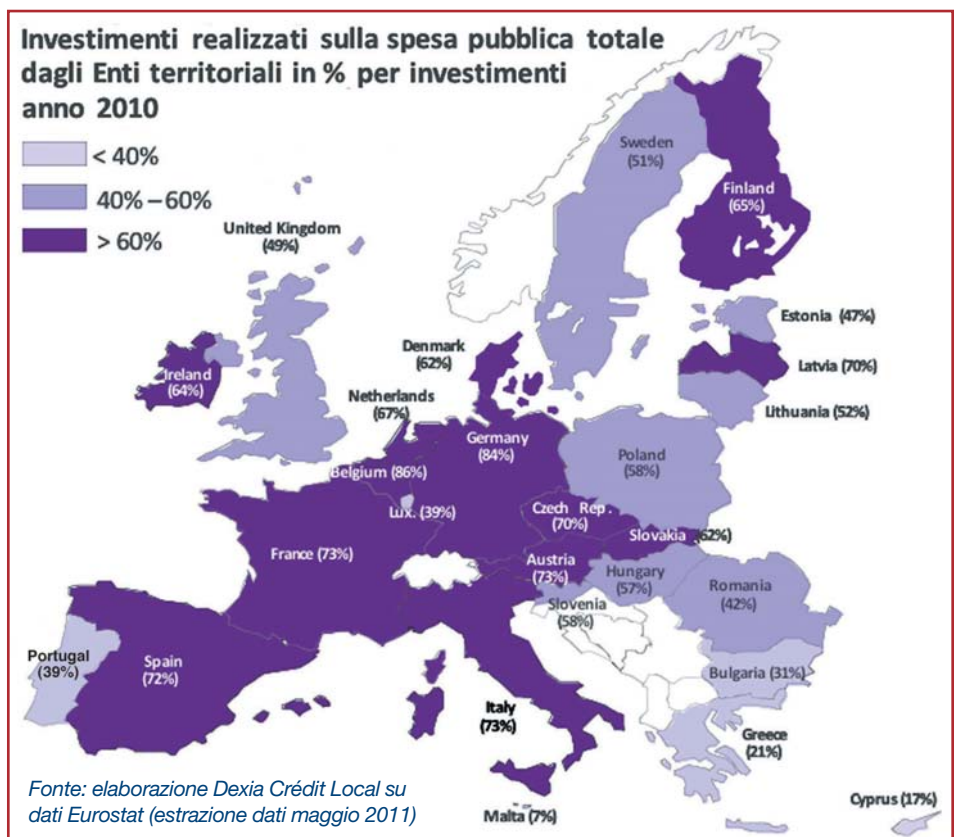 Investimenti realizzati sulla spesa pubblica totale
dagli Enti territoriali in % per investimenti
anno 2010
< 40%
40% – 60%
> 60%
Sweden
(51%)
Finland
(65%)
United Kingdom
(49%)
Estonia (47%)
Denmark
(62%)
Latvia (70%)
Ireland
(64%)
Netherlands
(67%)
Lithuania (52%)
Germany
(84%)
Poland
(58%)
Belgium (86%)
Czech Rep.
(70%)
Lux. (39%)
Slovakia (62%)
France (73%)
Austria
(73%)
Hungary
(57%)
Romania
(42%)
Slovenia
(58%)
Portugal
(39%)
Spain
(72%)
Bulgaria (31%)
Italy
(73%)
Greece
(21%)
Fonte: elaborazione Dexia Crédit Local su
dati Eurostat (estrazione dati maggio 2011)
Malta (7%)
Cyprus (17%)